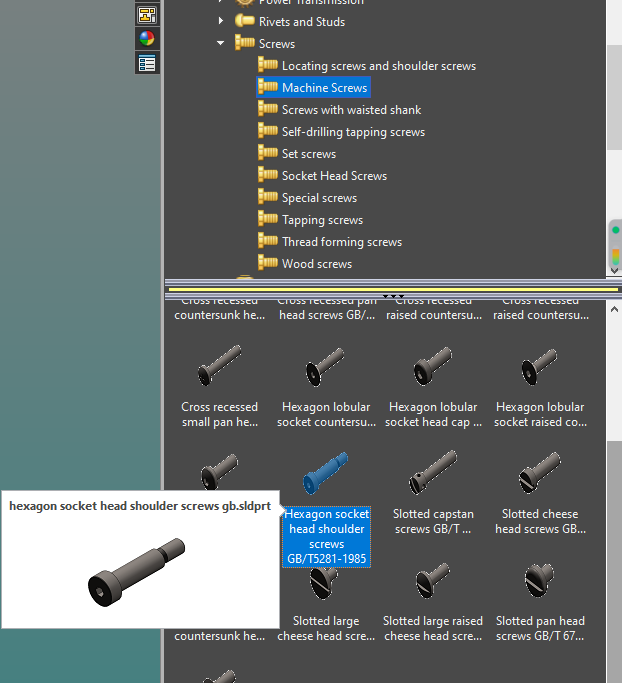 Power Transmission
Rivets and Studs
Screws
Locating screws and shoulder screws
Machine Screws
Screws with waisted shank
Self-drilling tapping screws
Set screws
Socket Head Screws
Special screws
Tapping screws
Thread forming screws
Wood screws
Cross recessed
countersunk he...
Cross recessed pan
head screws GB/...
Cross recessed
raised countersu...
Cross recessed
raised countersu...
Cross recessed
small pan he...
Hexagon lobular
socket countersu...
Hexagon lobular
socket head cap ...
Hexagon lobular
socket raised co...
hexagon socket head shoulder screws gb.sldprt
Hexagon socket
head shoulder
screws
GB/T5281-1985
Slotted capstan
screws GB/T ...
Slotted cheese
head screws GB...
countersunk he...
Slotted large
cheese head scre...
Slotted large raised
cheese head scre...
Slotted pan head
screws GB/T 67...